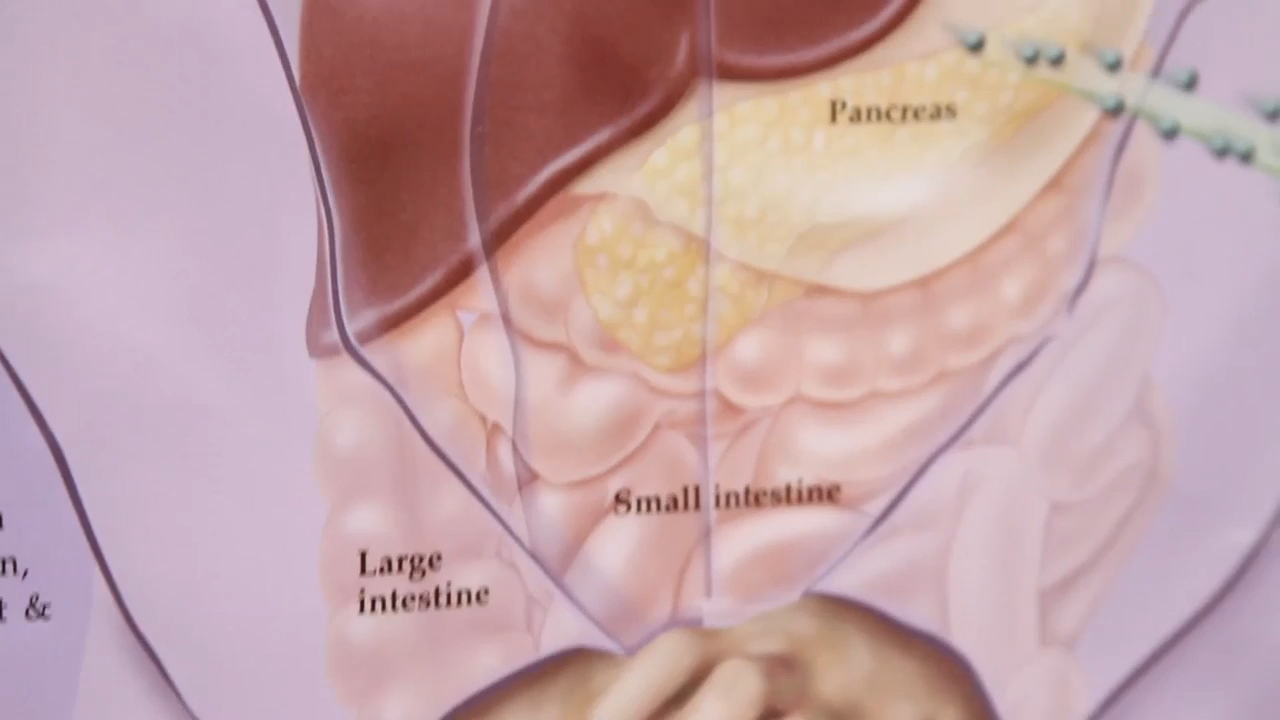 Pancreas
Small intestine
Large
intestine
n,
&